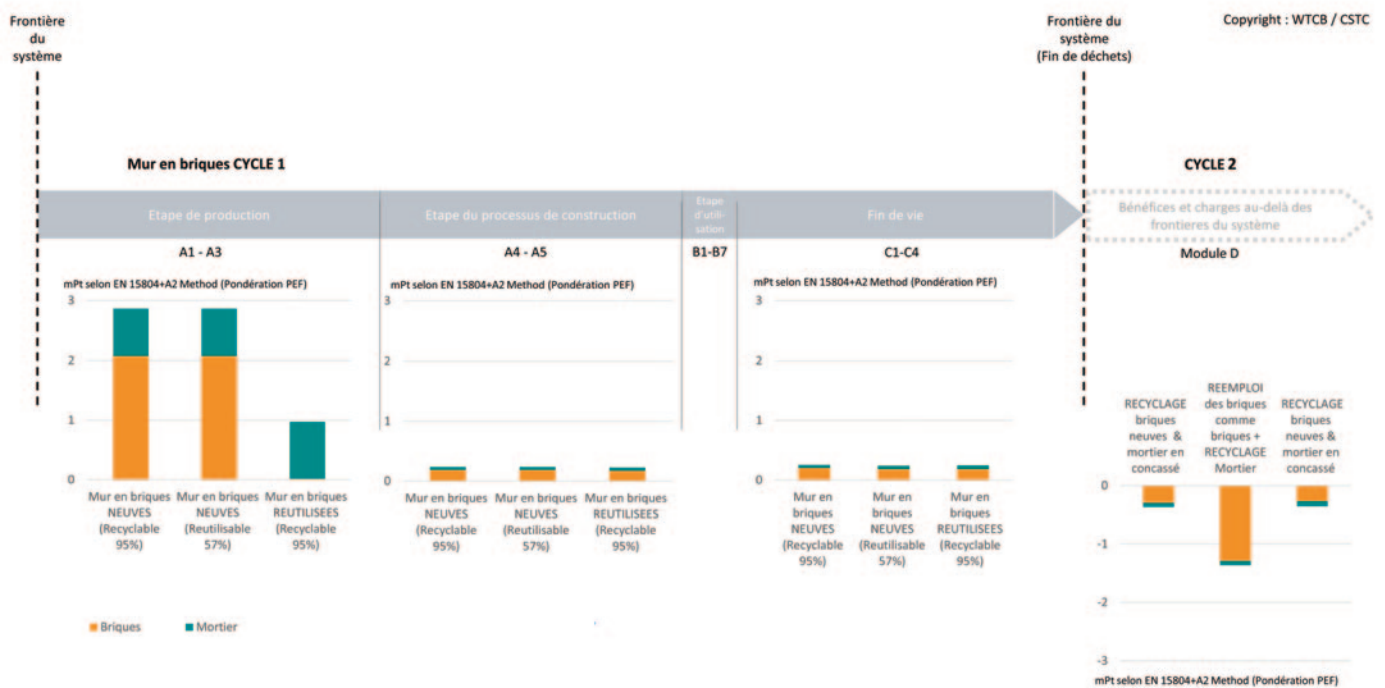 Frontière
du
système
Frontière du
système
(Fin de déchets)
Copyright : WTCB / CSTC
Mur en briques CYCLE 1
CYCLE 2
Etape de production
Etape du processus de construction
Etape
d'utili-
sation
Fin de vie
Bénéfices et charges au-delà des
frontieres du système
A1 - A3
A4 - A5
B1-B7
C1-C4
Module D
mPt selon EN 15804+A2 Method (Pondération PEF)
3
2
1
0
Mur en briques
NEUVES
(Recyclable
95%)
Mur en briques
NEUVES
(Reutilisable
57%)
Mur en briques
REUTILISEES
(Recyclable
95%)
mPt selon EN 15804+A2 Method (Pondération PEF)
3
2
1
0
Mur en briques
NEUVES
(Recyclable
95%)
Mur en briques
NEUVES
(Reutilisable
57%)
Mur en briques
REUTILISEES
(Recyclable
95%)
mPt selon EN 15804+A2 Method (Pondération PEF)
3
2
1
0
Mur en
briques
NEUVES
(Recyclable
95%)
Mur en
briques
NEUVES
(Reutilisable
57%)
Mur en
briques
REUTILISEES
(Recyclable
95%)
RECYCLAGE
briques
neuves &
mortier en
concassé
REEMPLOI
des briques
comme
briques +
RECYCLAGE
Mortier
RECYCLAGE
briques
neuves &
mortier en
concassé
0
-1
-2
-3
mPt selon EN 15804+A2 Method (Pondération PEF)
Briques
Mortier